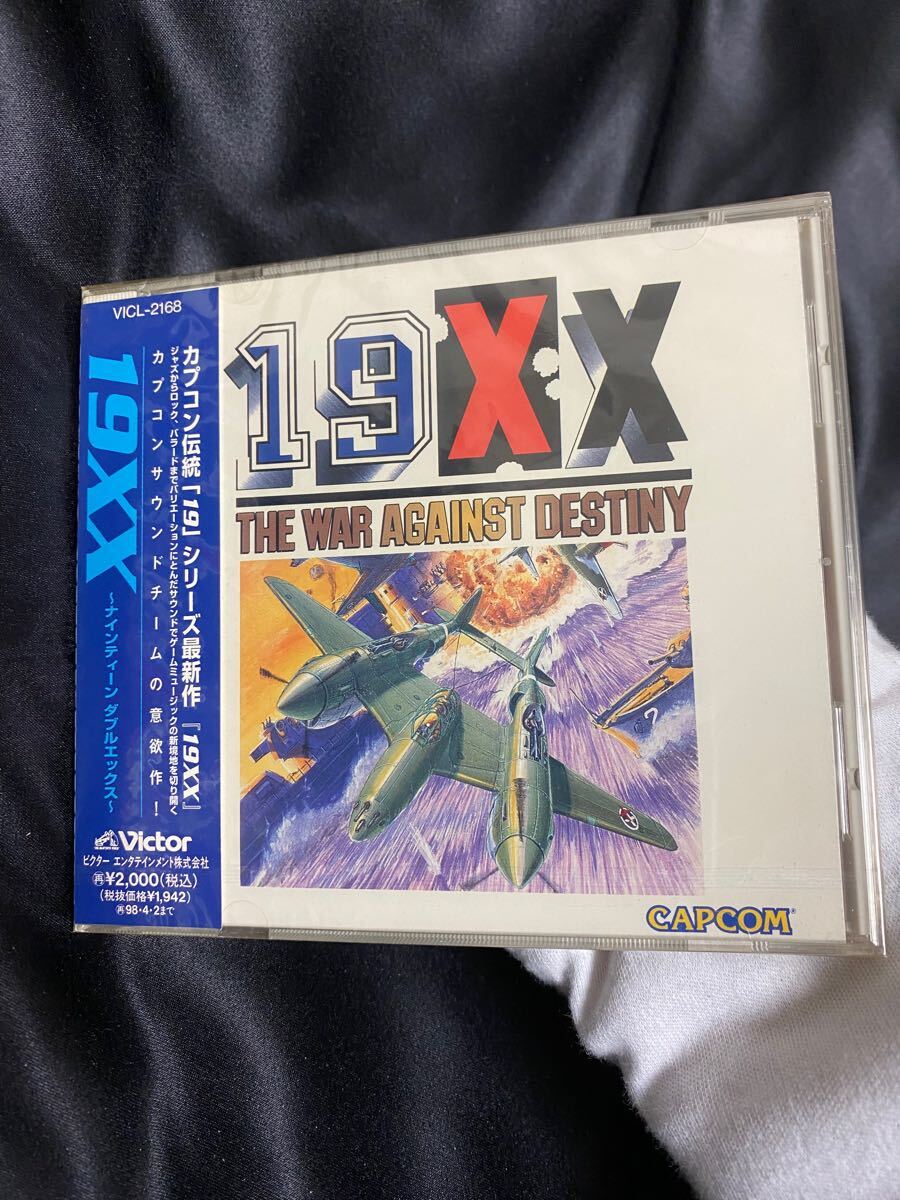 VICL-2168
19XX
〜ナインティーン ダブルエックス〜
カプコン伝統「19」シリーズ最新作『19XX』
ジャズからロック、バラードまでバリエーションにとんだサウンドでゲームミュージックの新境地を切り開く
カプコンサウンドチームの意欲作!
Victor
ビクター エンタテインメント株式会社
再¥2,000(税込)
(税抜価格¥1,942)
再98・4・2まで
19XX
THE WAR AGAINST DESTINY
7
CAPCOM